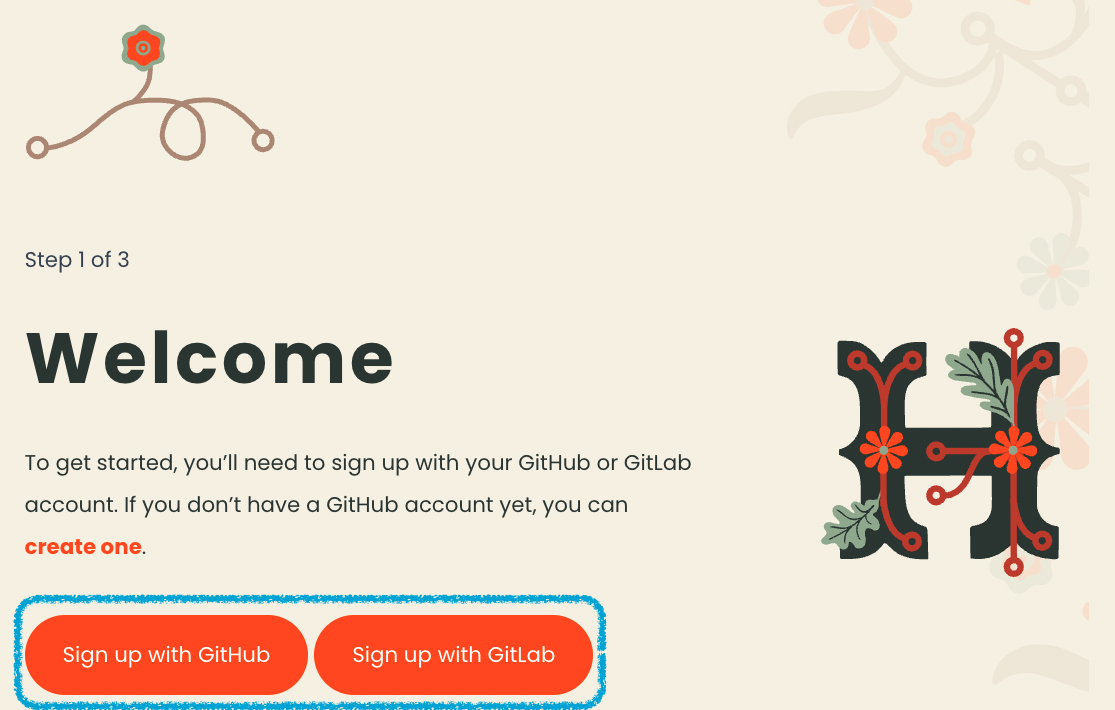 Step 1 of 3
Welcome
To get started, you’ll need to sign up with your GitHub or GitLab
account. If you don’t have a GitHub account yet, you can
create one.
H
Sign up with GitHub
Sign up with GitLab